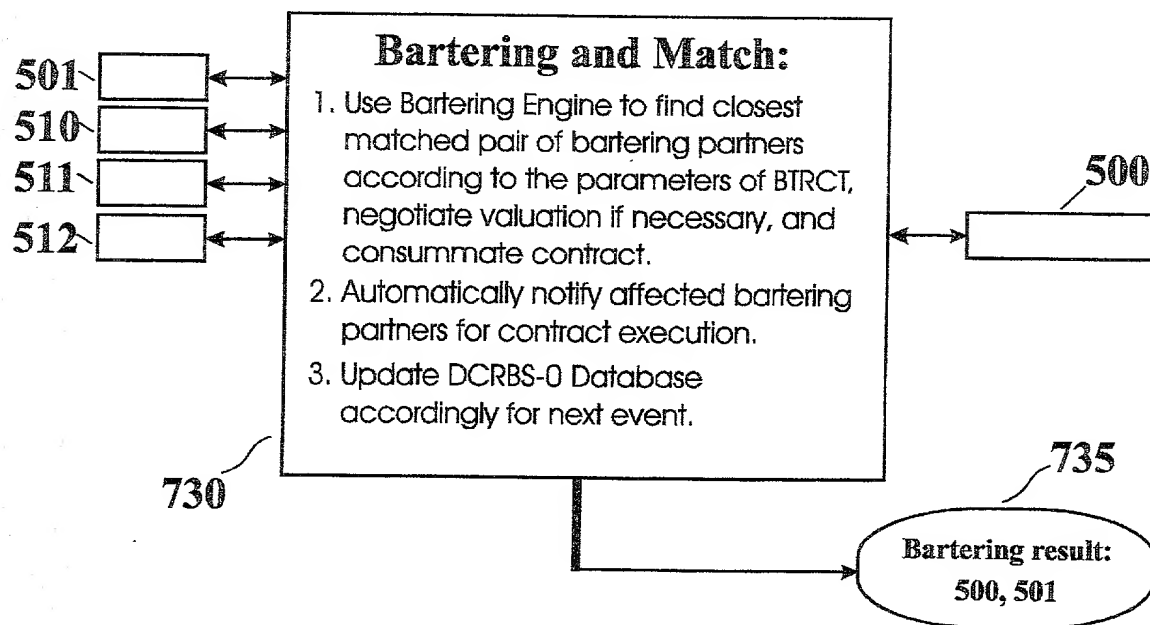 Bartering and Match:
501
510
511
512
1. Use Bartering Engine to find closest
matched pair of bartering partners
according to the parameters of BTRCT,
negotiate valuation if necessary, and
consummate contract.
2. Automatically notify affected bartering
partners for contract execution.
3. Update DCRBS-0 Database
accordingly for next event.
500
730
735
Bartering result:
500, 501